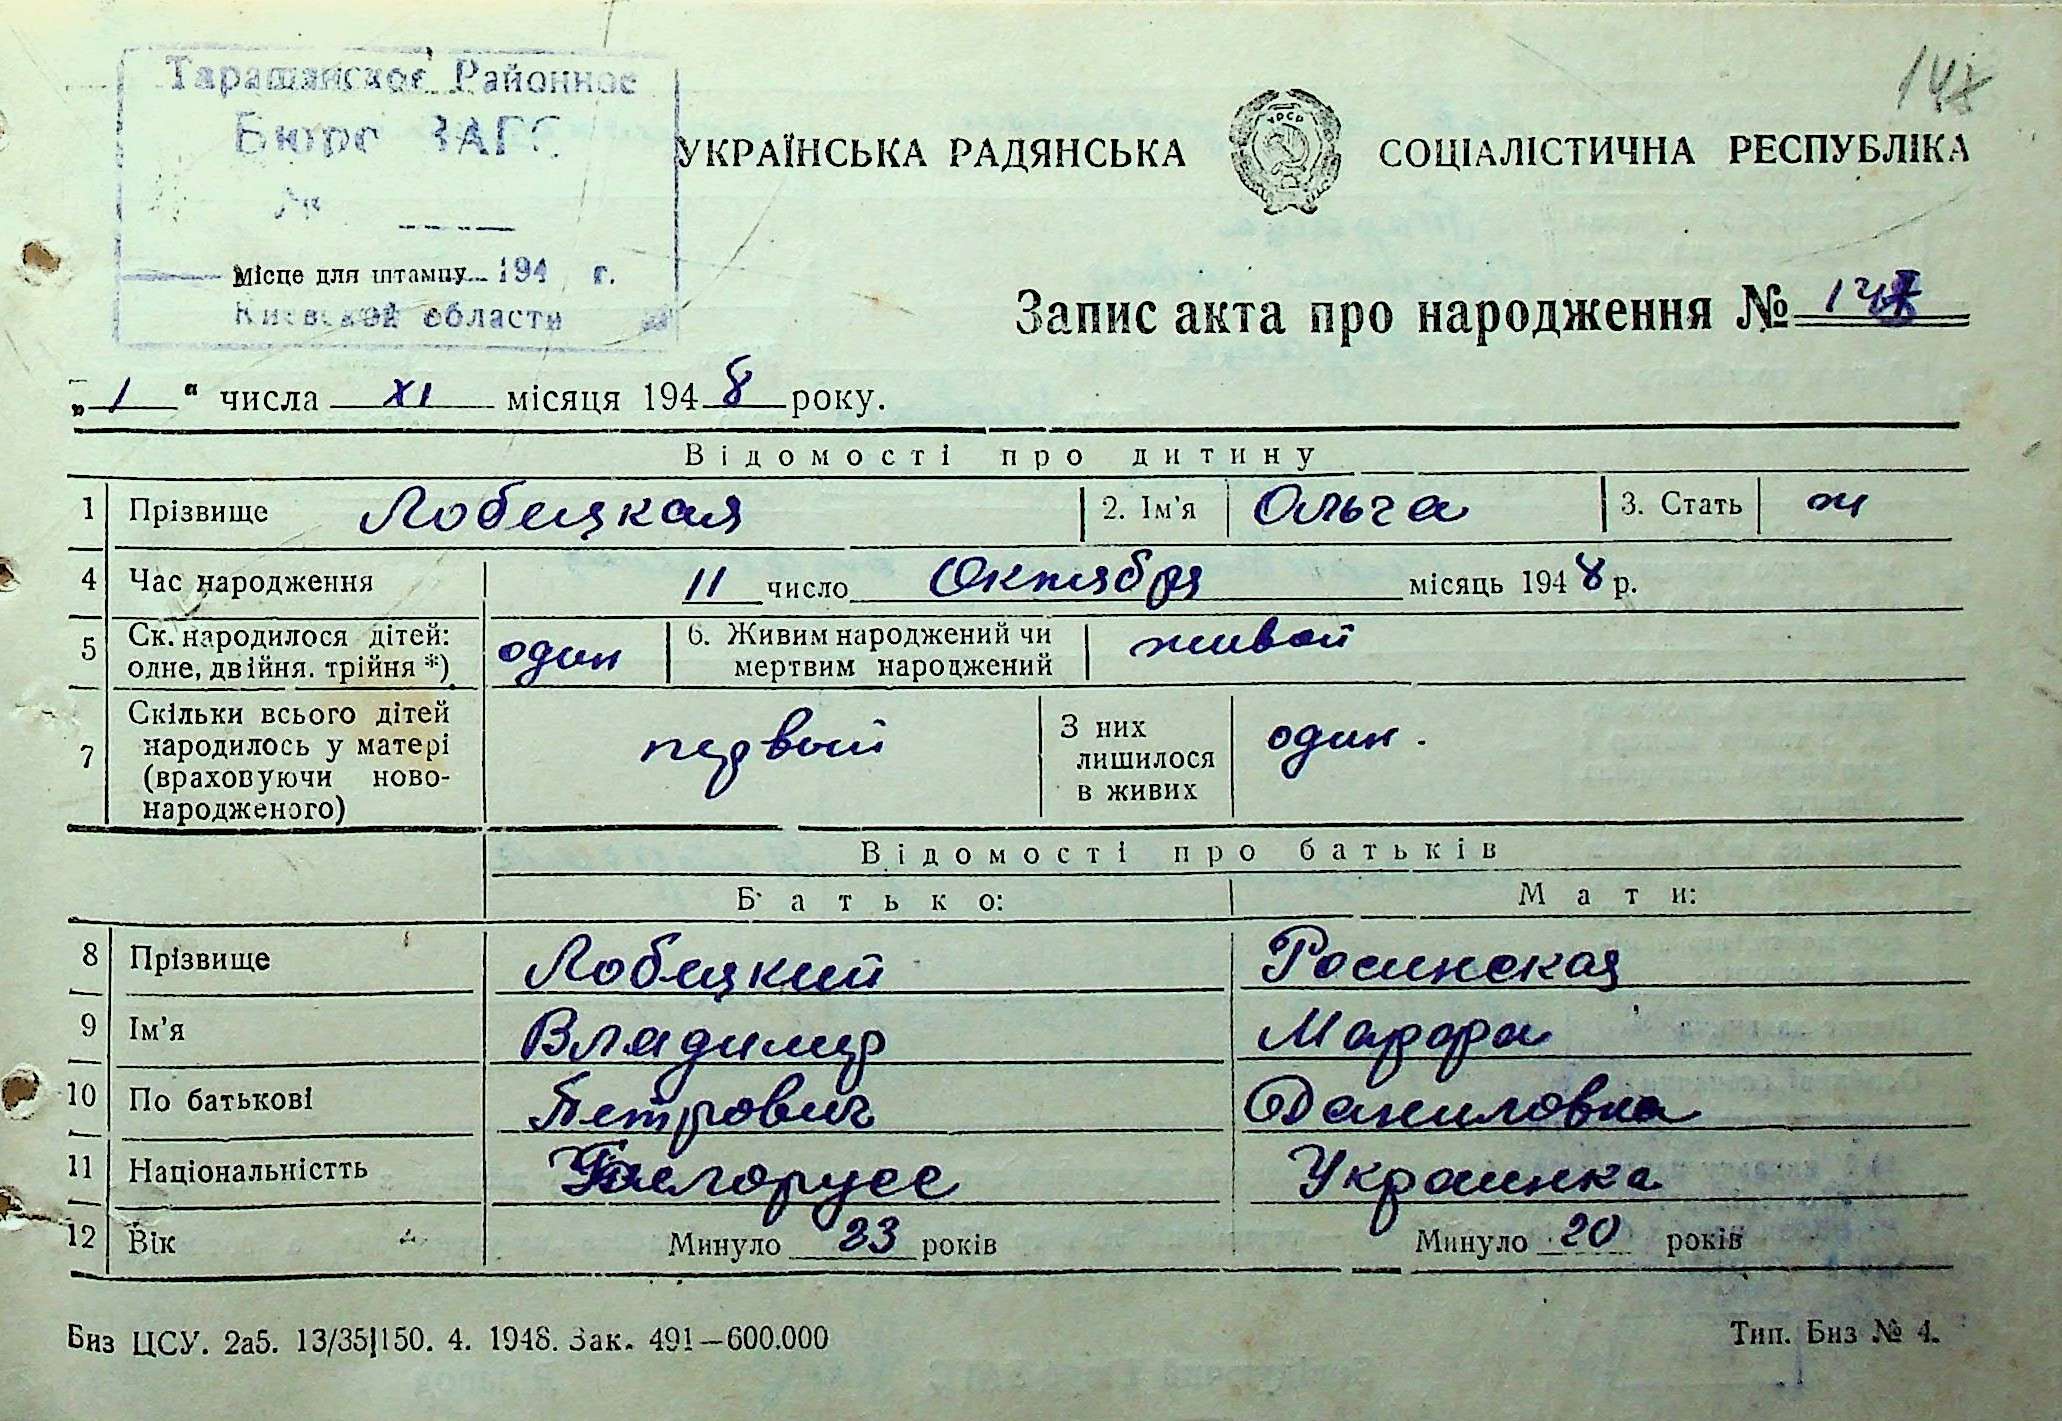 Таращанское Районное
Бюро ЗАГС
194 г.
Киевской области
Місце для штампу
УКРАЇНСЬКА РАДЯНСЬКА СОЦІАЛІСТИЧНА РЕСПУБЛІКА
УРСР
Запис акта про народження №
„ 1 " числа XI місяця 1948 року.
Відомості про дитину
1 Прізвище Лобецкая 2. Ім'я Ольга 3. Стать ж
4 Час народження 11 число Октября місяць 1948 р.
5 Ск. народилося дітей: одне, двійня. трійня *) один 6. Живим народжений чи мертвим народжений живой
7 Скільки всього дітей народилось у матері (враховуючи ново-народженого) первый З них лишилося в живих один.
Відомості про батьків
Батько: Мати:
8 Прізвище Лобецкий Росинская
9 Ім'я Владимир
10 По батькові Петрович Даниловна
11 Національністть Белорусс Украинка
12 Вік Минуло 23 років Минуло 20 років
Биз ЦСУ. 2а5. 13/35|150. 4. 1948. Зак. 491—600.000 Тип. Биз № 4.